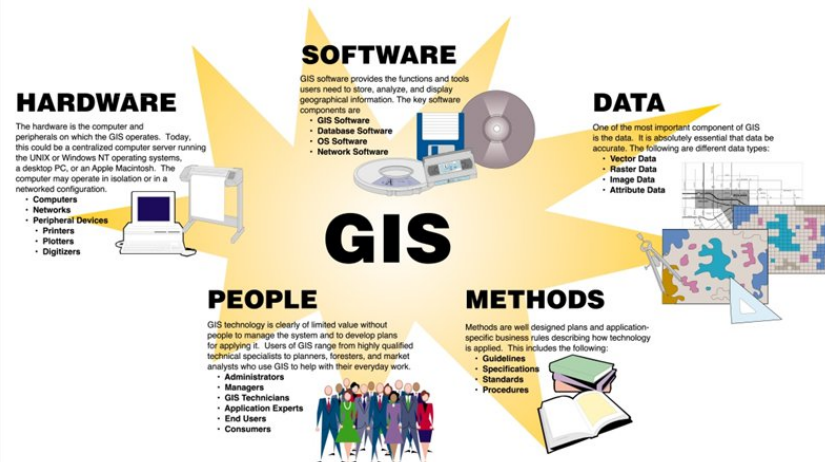 SOFTWARE
GIS software provides the functions and tools
users need to store, analyze, and display
geographical information. The key software
components are
• GIS Software
• Database Software
• OS Software
• Network Software
HARDWARE
The hardware is the computer and
peripherals on which the GIS operates. Today,
this could be a centralized computer server running
the UNIX or Windows NT operating systems,
a desktop PC, or an Apple Macintosh. The
computer may operate in isolation or in a
networked configuration.
• Computers
• Networks
• Peripheral Devices
• Printers
• Plotters
• Digitizers
DATA
One of the most important component of GIS
is the data. It is absolutely essential that data be
accurate. The following are different data types:
• Vector Data
• Raster Data
• Image Data
• Attribute Data
GIS
PEOPLE
GIS technology is clearly of limited value without
people to manage the system and to develop plans
for applying it. Users of GIS range from highly qualified
technical specialists to planners, foresters, and market
analysts who use GIS to help with their everyday work.
• Administrators
• Managers
• GIS Technicians
• Application Experts
• End Users
• Consumers
METHODS
Methods are well designed plans and application-
specific business rules describing how technology
is applied. This includes the following:
• Guidelines
• Specifications
• Standards
• Procedures